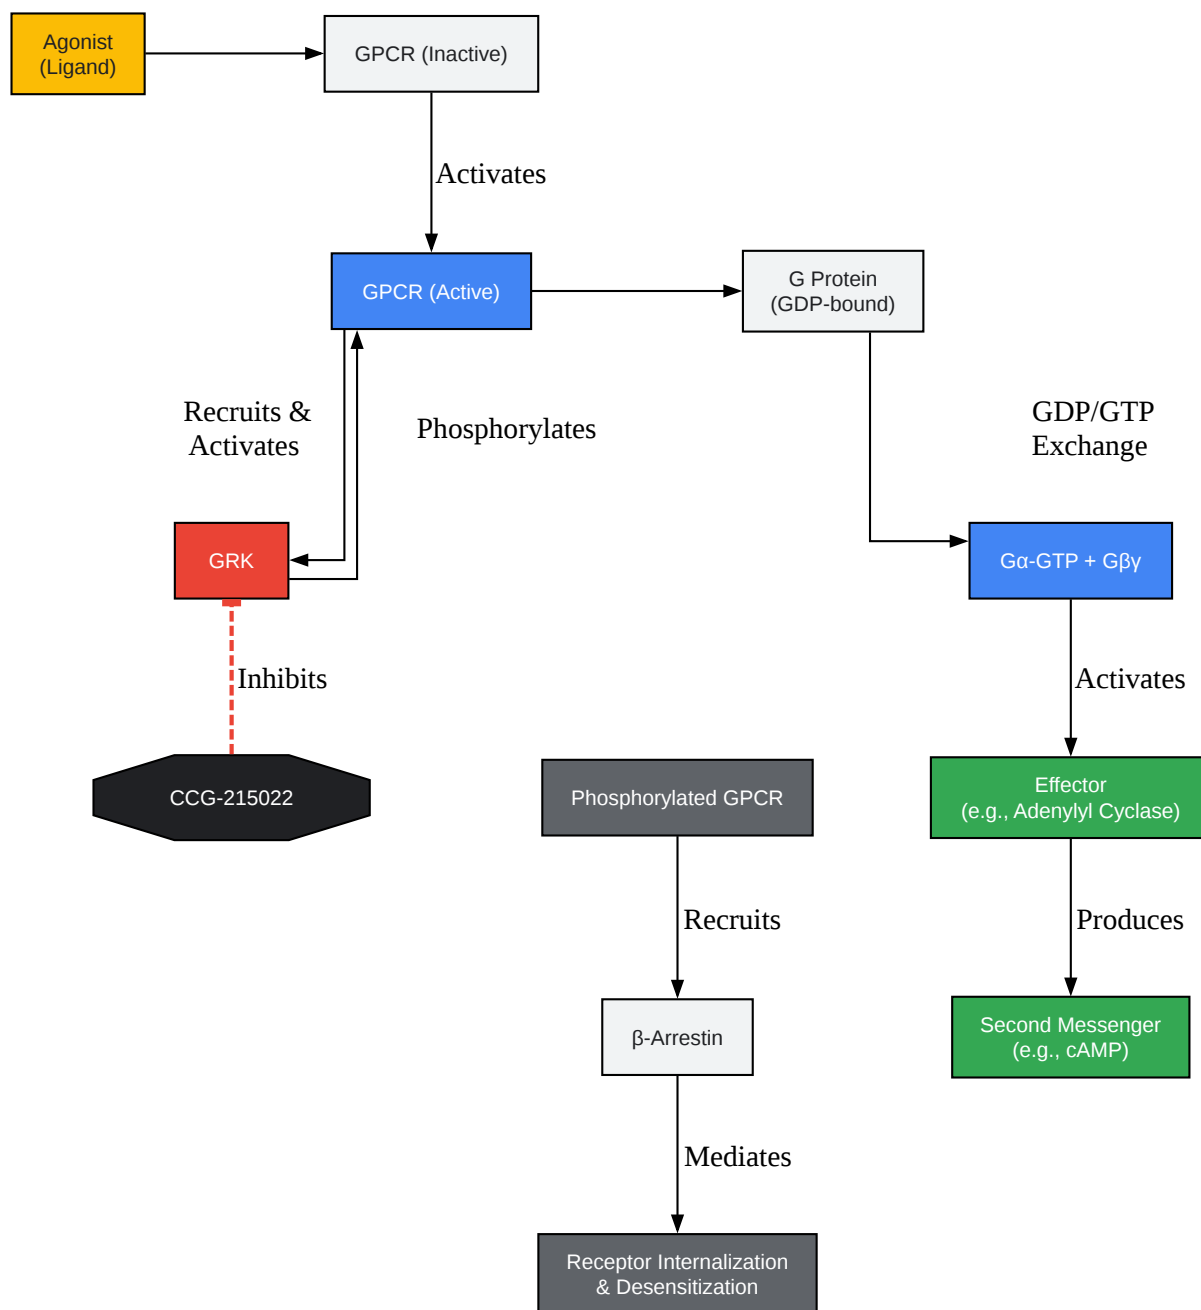 Agonist
(Ligand)
GPCR (Inactive)
Activates
GPCR (Active)
G Protein
(GDP-bound)
Recruits &
Activates
Phosphorylates
GDP/GTP
Exchange
GRK
Gα-GTP + Gβγ
Inhibits
Activates
CCG-215022
Phosphorylated GPCR
Effector
(e.g., Adenylyl Cyclase)
Recruits
Produces
β-Arrestin
Second Messenger
(e.g., cAMP)
Mediates
Receptor Internalization
& Desensitization